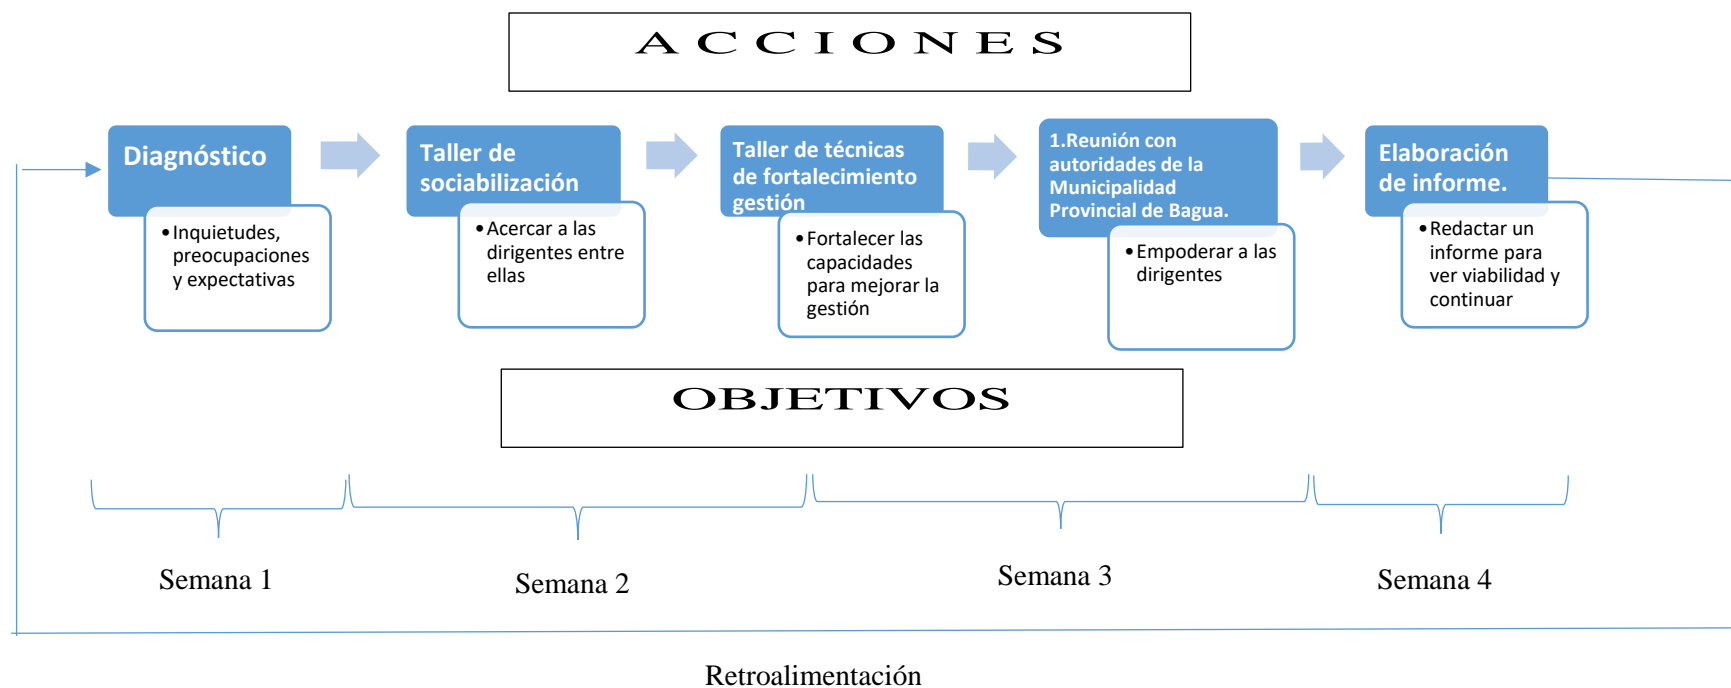 A C C I O N E S
Diagnóstico
•Inquietudes,
preocupaciones
y expectativas
Taller de
sociabilización
•Acercar a las
dirigentes entre
ellas
Taller de técnicas
de fortalecimiento
gestión
•Fortalecer las
capacidades
para mejorar la
gestión
1.Reunión con
autoridades de la
Municipalidad
Provincial de Bagua.
•Empoderar a las
dirigentes
Elaboración
de informe.
•Redactar un
informe para
ver viabilidad y
continuar
OBJETIVOS
Semana 1
Semana 2
Semana 3
Semana 4
Retroalimentación